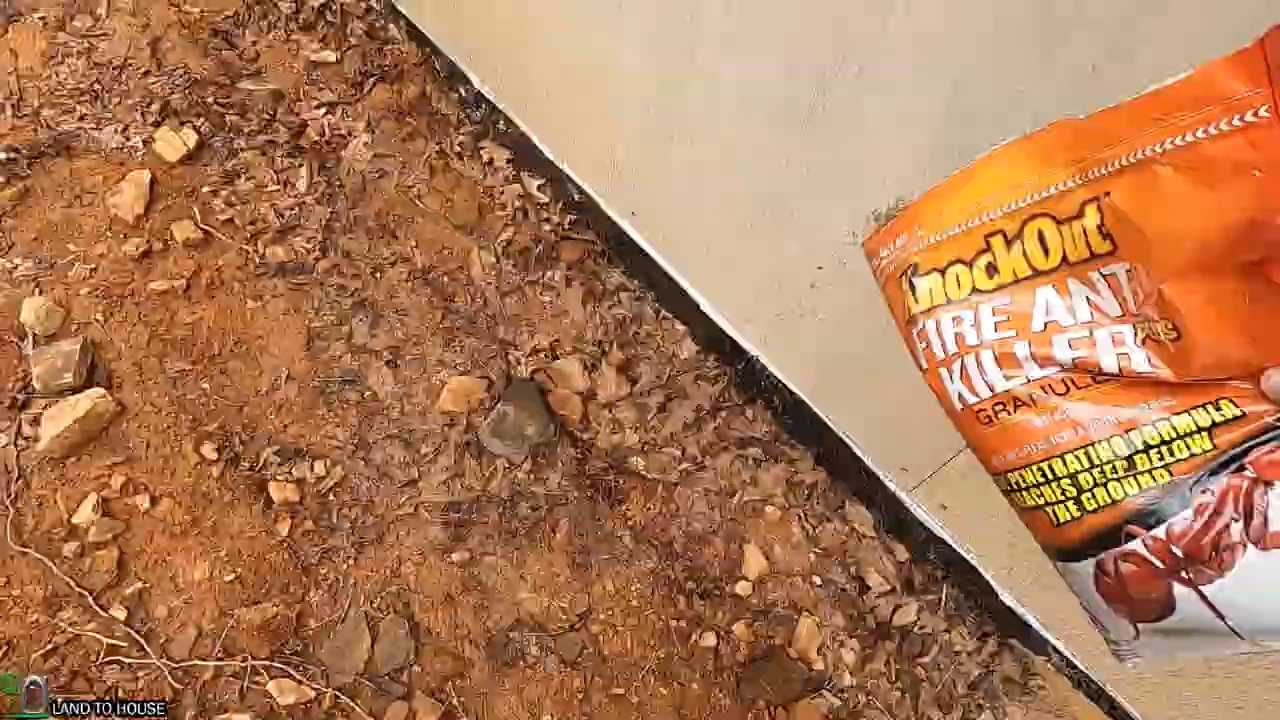 KnockOut
FIRE ANT
KILLER
GRANULES
PENETRATING FORMULA
REACHES DEEP BELOW
THE GROUND
LAND TO HOUSE